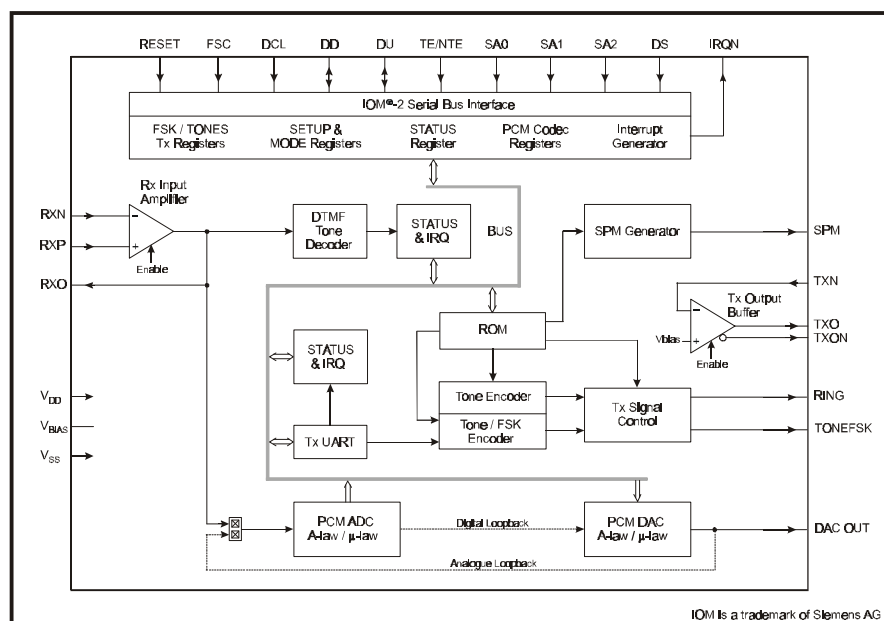 RESET FSC DCL DD DU TE/NTE SA0 SA1 SA2 DS IRQN
IOM®-2 Serial Bus Interface
FSK / TONES Tx Registers
SETUP & MODE Registers
STATUS Register
PCM Codec Registers
Interrupt Generator
Rx Input
Amplifier
RXN
RXP
RXO
Enable
DTMF
Tone
Decoder
STATUS
& IRQ
BUS
SPM Generator
SPM
TXN
Tx Output
Buffer
TXO
TXON
Vbias
Enable
ROM
STATUS
& IRQ
Tone Encoder
Tone / FSK
Encoder
Tx Signal
Control
RING
TONEFSK
Tx UART
VDD
VBIAS
VSS
PCM ADC
A-law / μ-law
Digital Loopback
PCM DAC
A-law / μ-law
DAC OUT
Analogue Loopback
IOM is a trademark of Siemens AG